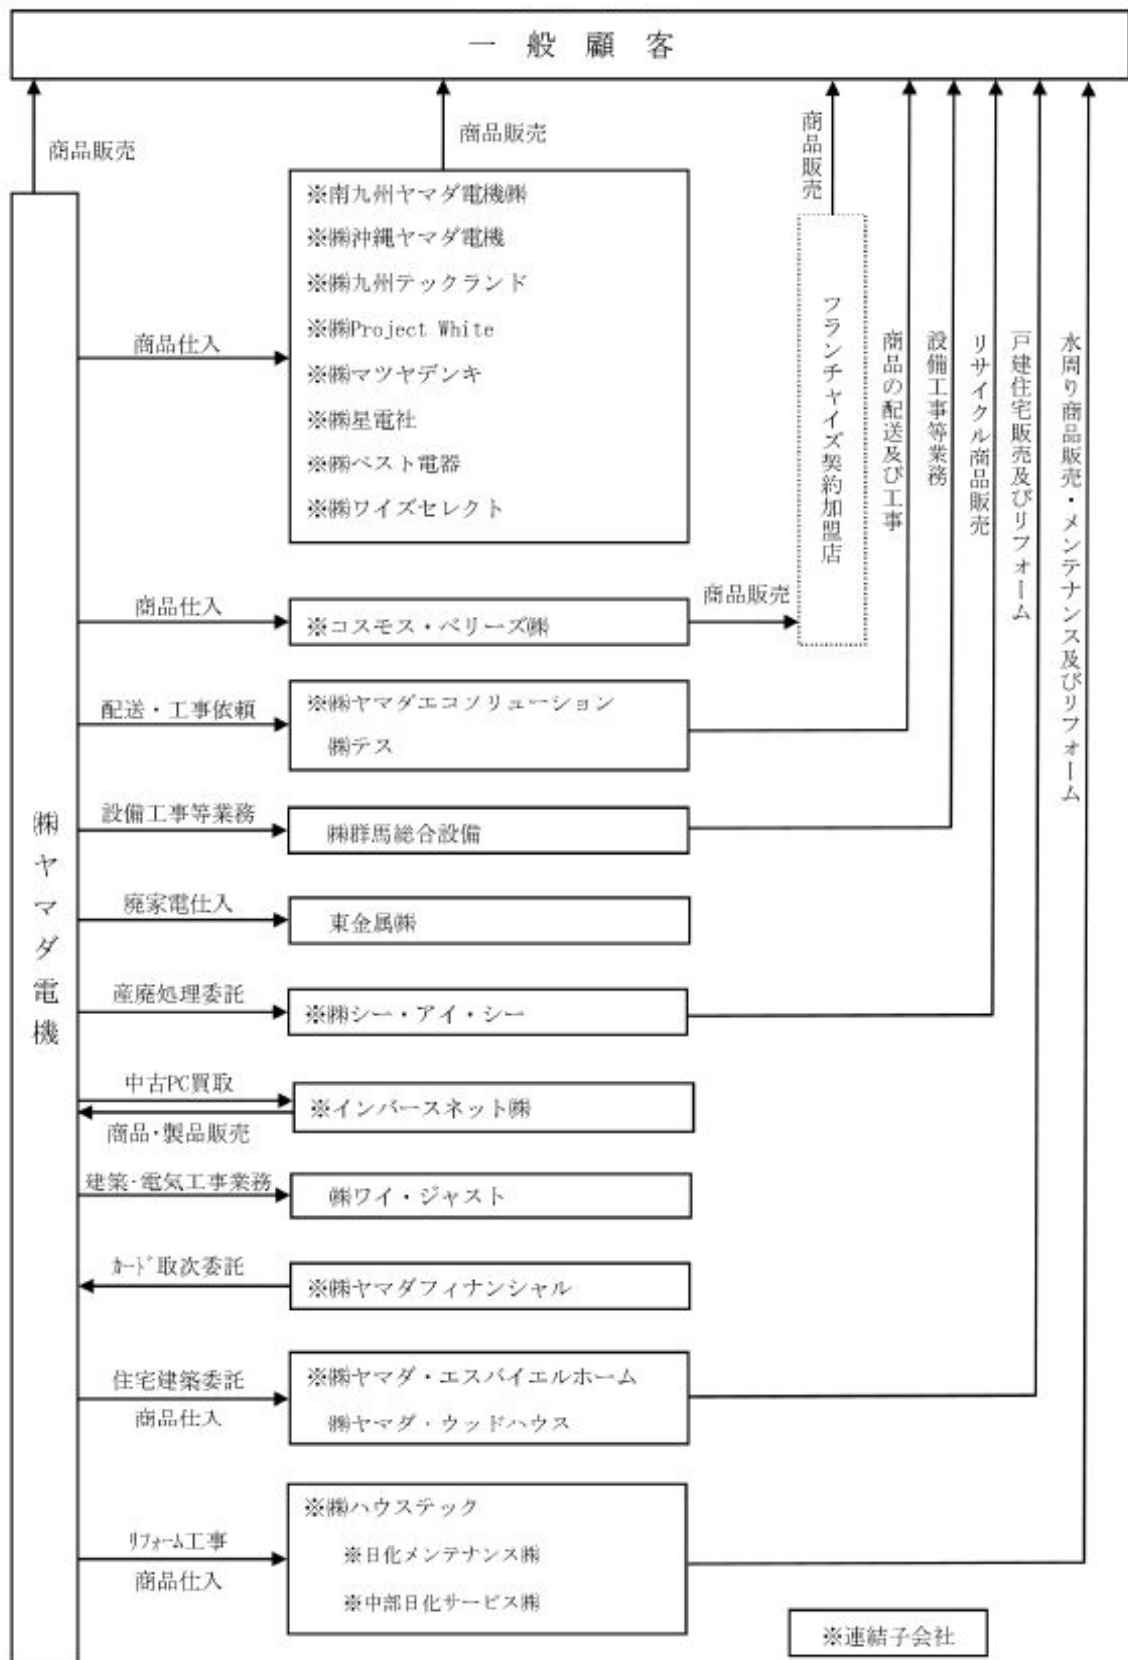 一般顧客
商品販売
商品販売
商品販売
㈱ヤマダ電機
商品仕入
※南九州ヤマダ電機㈱
※㈱沖縄ヤマダ電機
※㈱九州テックランド
※㈱Project White
※㈱マツヤデンキ
※㈱星電社
※㈱ベスト電器
※㈱ワイズセレクト
フランチャイズ契約加盟店
商品の配送及び工事
設備工事等業務
リサイクル商品販売
戸建住宅販売及びリフォーム
水周り商品販売・メンテナンス及びリフォーム
商品仕入
※コスモス・ベリーズ㈱
商品販売
配送・工事依頼
※㈱ヤマダエコソリューション
㈱テス
設備工事等業務
㈱群馬総合設備
廃家電仕入
東金属㈱
産廃処理委託
※㈱シー・アイ・シー
中古PC買取
※インバースネット㈱
商品・製品販売
建築・電気工事業務
㈱ワイ・ジャスト
ｶｰﾄﾞ取次委託
※㈱ヤマダフィナンシャル
住宅建築委託
商品仕入
※㈱ヤマダ・エスバイエルホーム
㈱ヤマダ・ウッドハウス
ﾘﾌｫｰﾑ工事
商品仕入
※㈱ハウステック
※日化メンテナンス㈱
※中部日化サービス㈱
※連結子会社